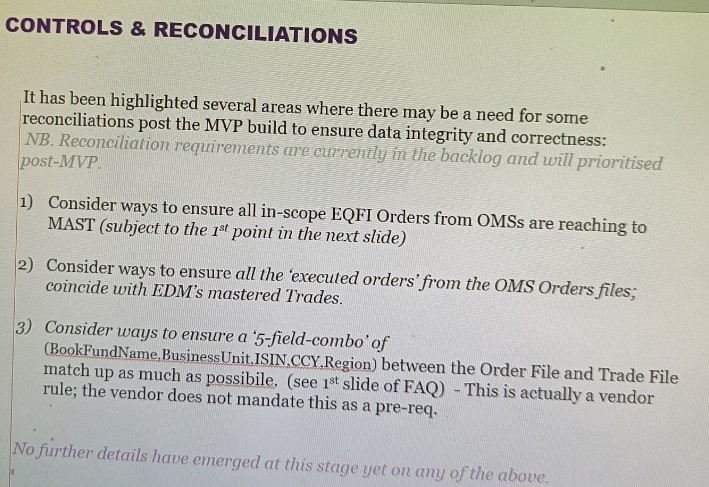 CONTROLS & RECONCILIATIONS
It has been highlighted several areas where there may be a need for some
reconciliations post the MVP build to ensure data integrity and correctness:
NB. Reconciliation requirements are currently in the backlog and will prioritised
post-MVP.
1) Consider ways to ensure all in-scope EQFI Orders from OMSs are reaching to
MAST (subject to the 1st point in the next slide)
2) Consider ways to ensure all the ‘executed orders’ from the OMS Orders files;
coincide with EDM’s mastered Trades.
3) Consider ways to ensure a ‘5-field-combo’ of
(BookFundName,BusinessUnit,ISIN,CCY,Region) between the Order File and Trade File
match up as much as possibile. (see 1st slide of FAQ) - This is actually a vendor
rule; the vendor does not mandate this as a pre-req.
No further details have emerged at this stage yet on any of the above.